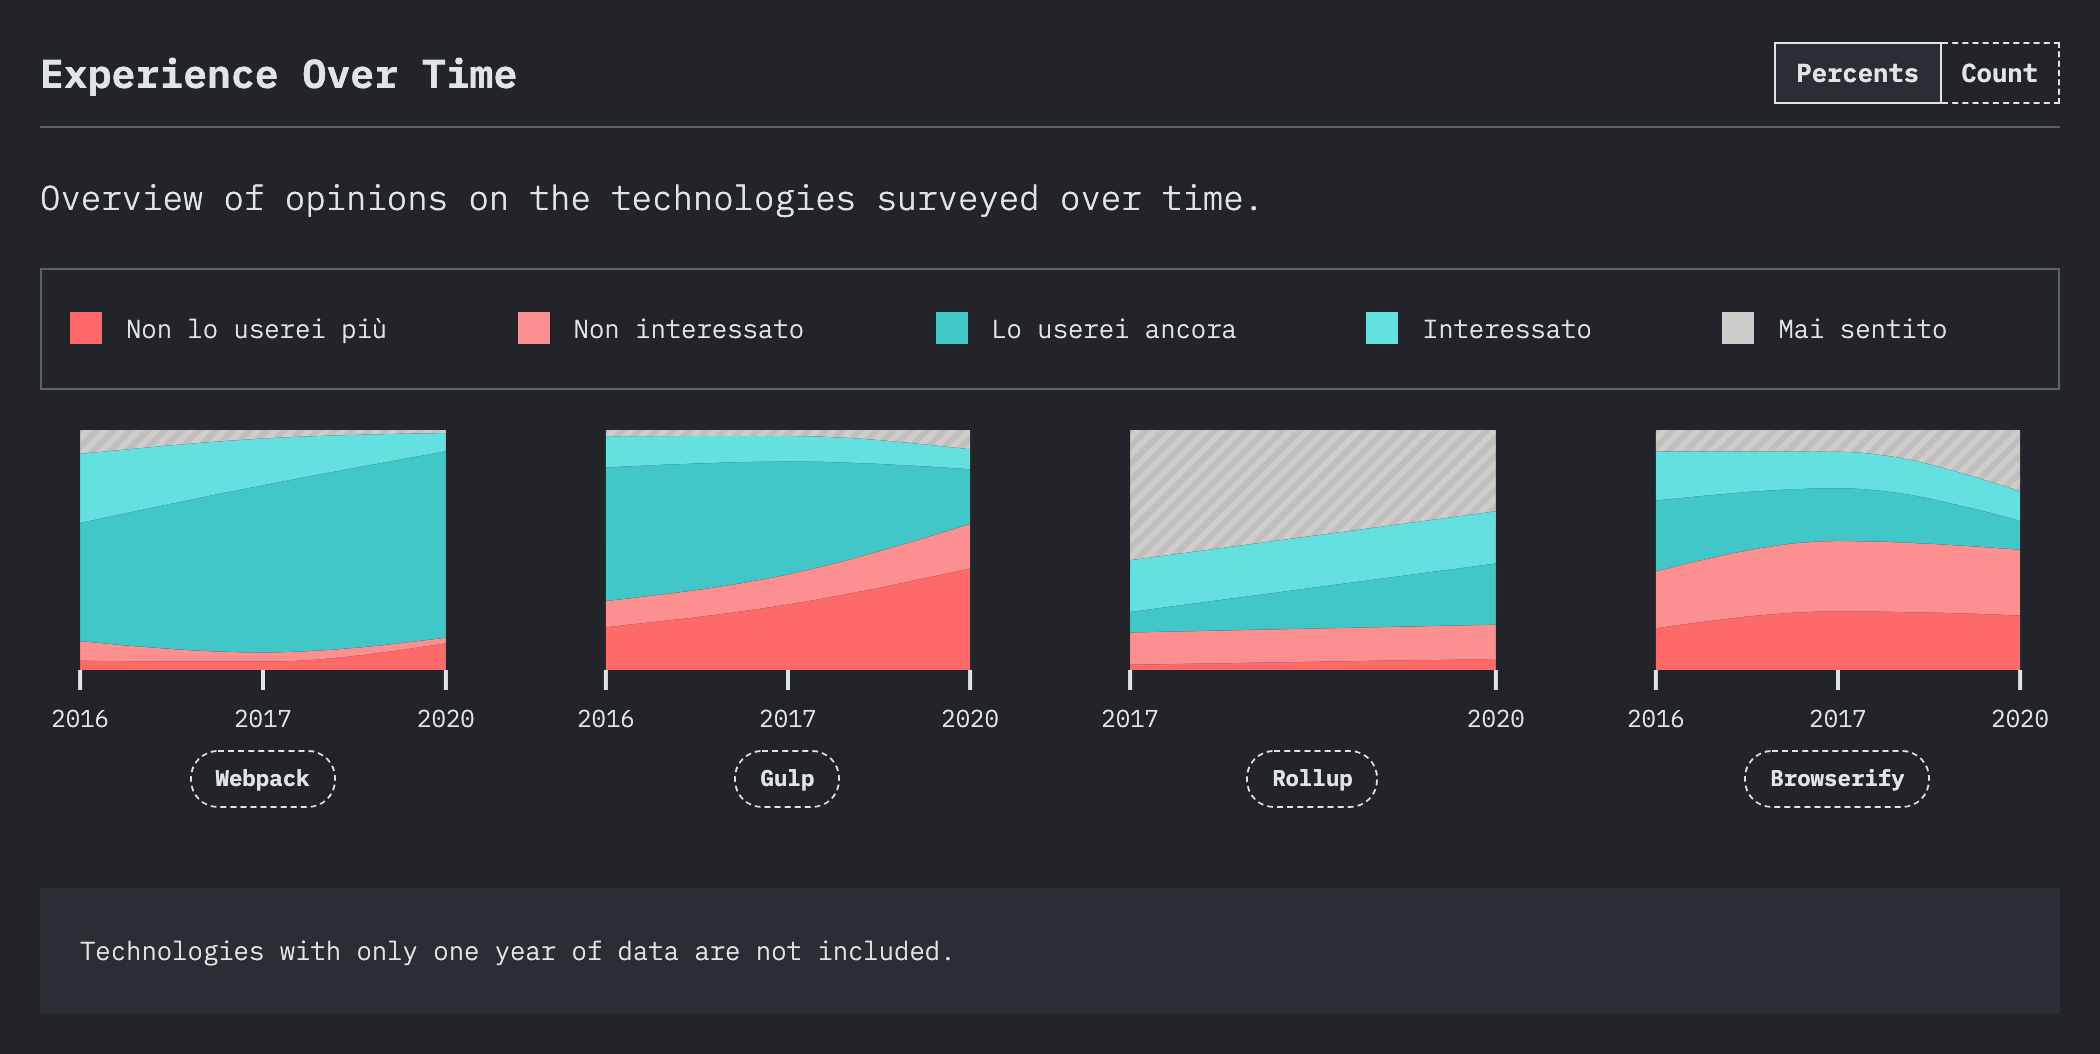 Experience Over Time
Percents Count
Overview of opinions on the technologies surveyed over time.
Non lo userei più Non interessato Lo userei ancora Interessato Mai sentito
2016 2017 2020 2016 2017 2020 2017 2020 2016 2017 2020
Webpack Gulp Rollup Browserify
Technologies with only one year of data are not included.